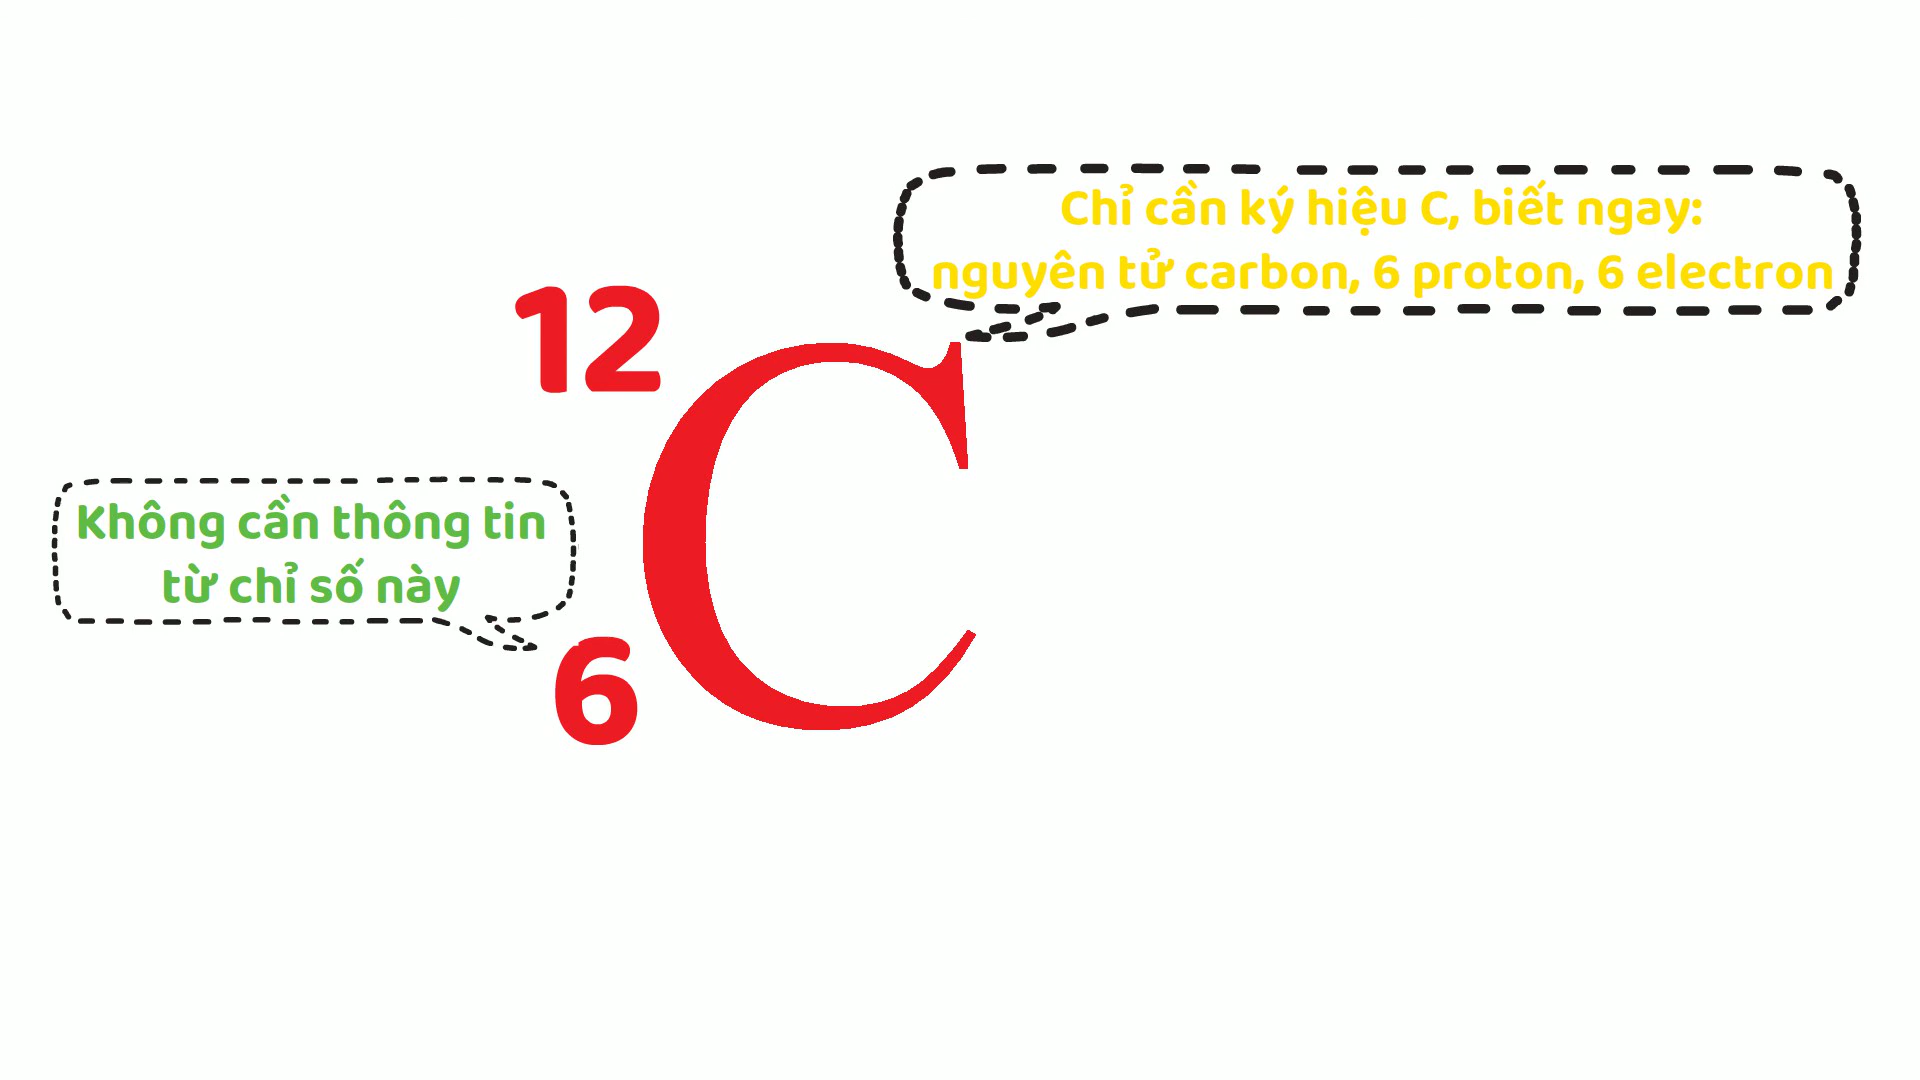 Chỉ cần ký hiệu C, biết ngay:
nguyên tử carbon, 6 proton, 6 electron
12
C
Không cần thông tin
từ chỉ số này
6